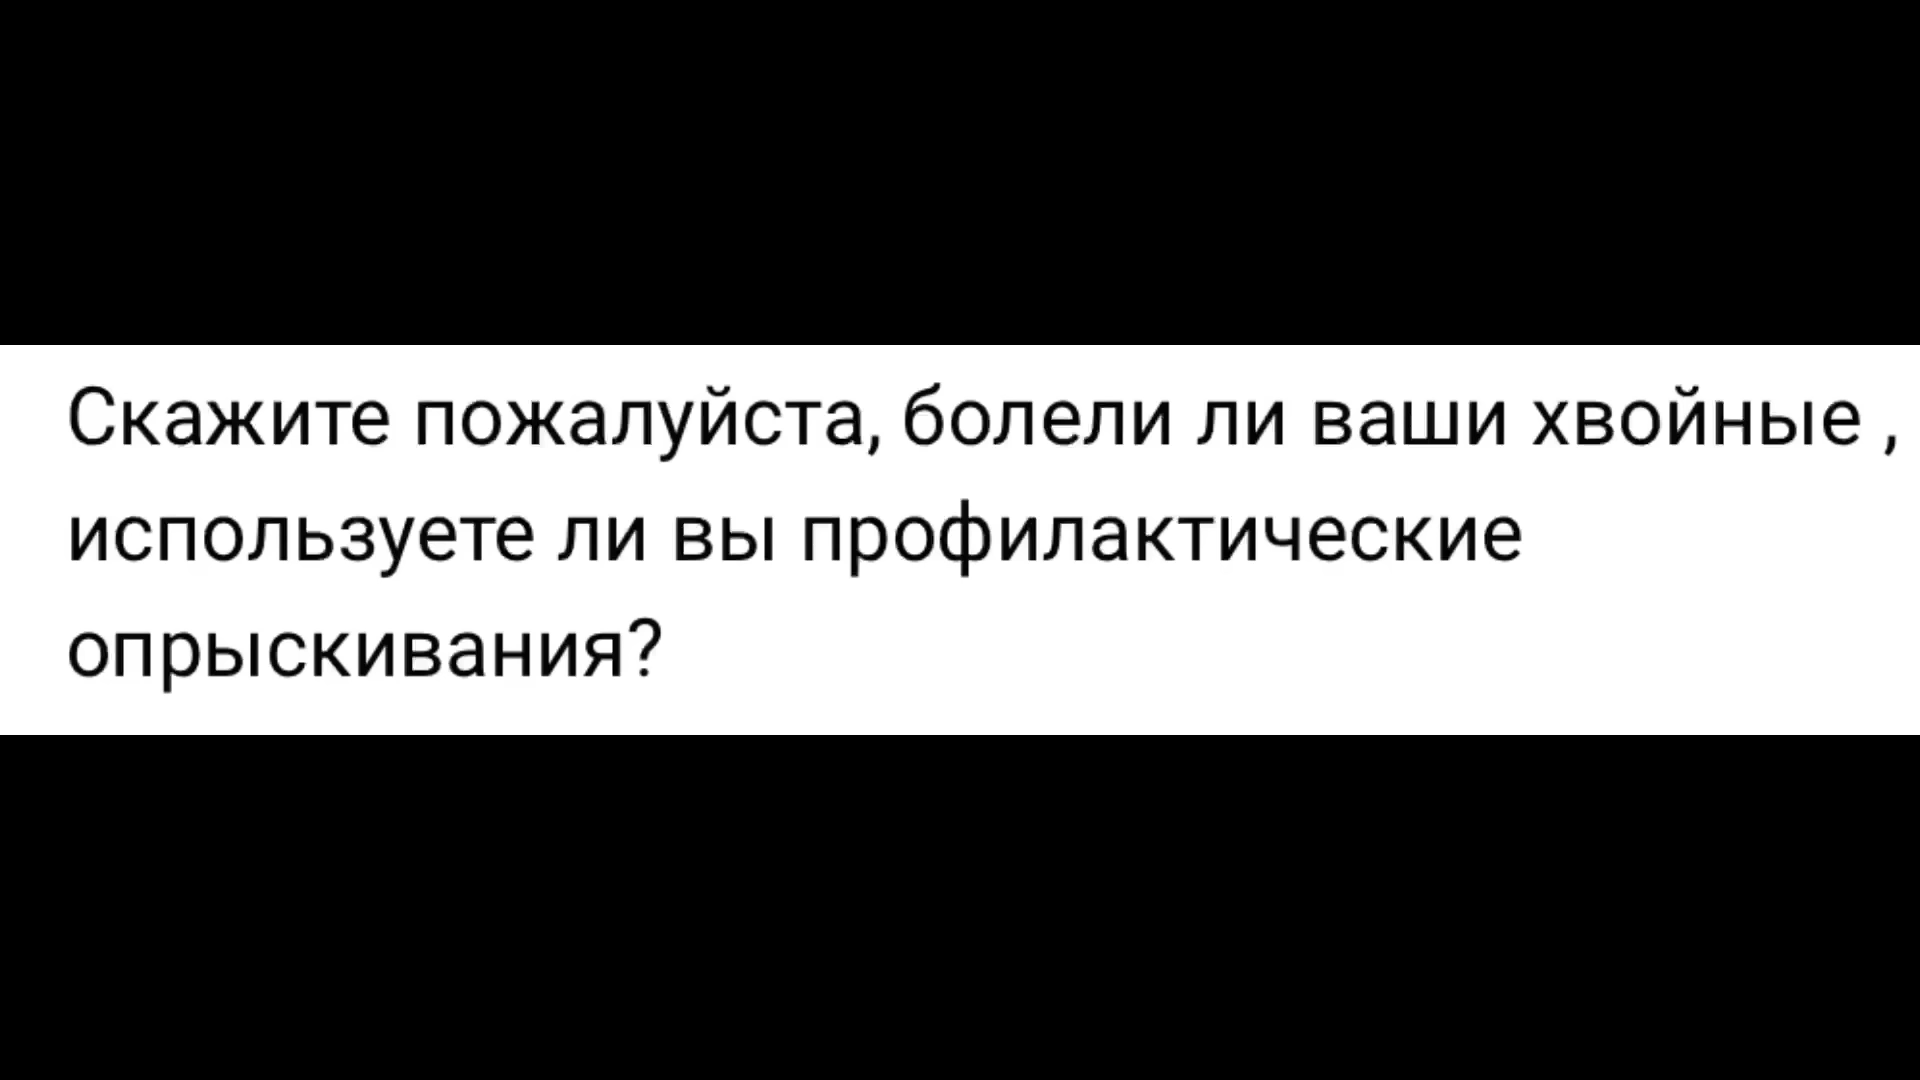 Скажите пожалуйста, болели ли ваши хвойные ,
используете ли вы профилактические
опрыскивания?